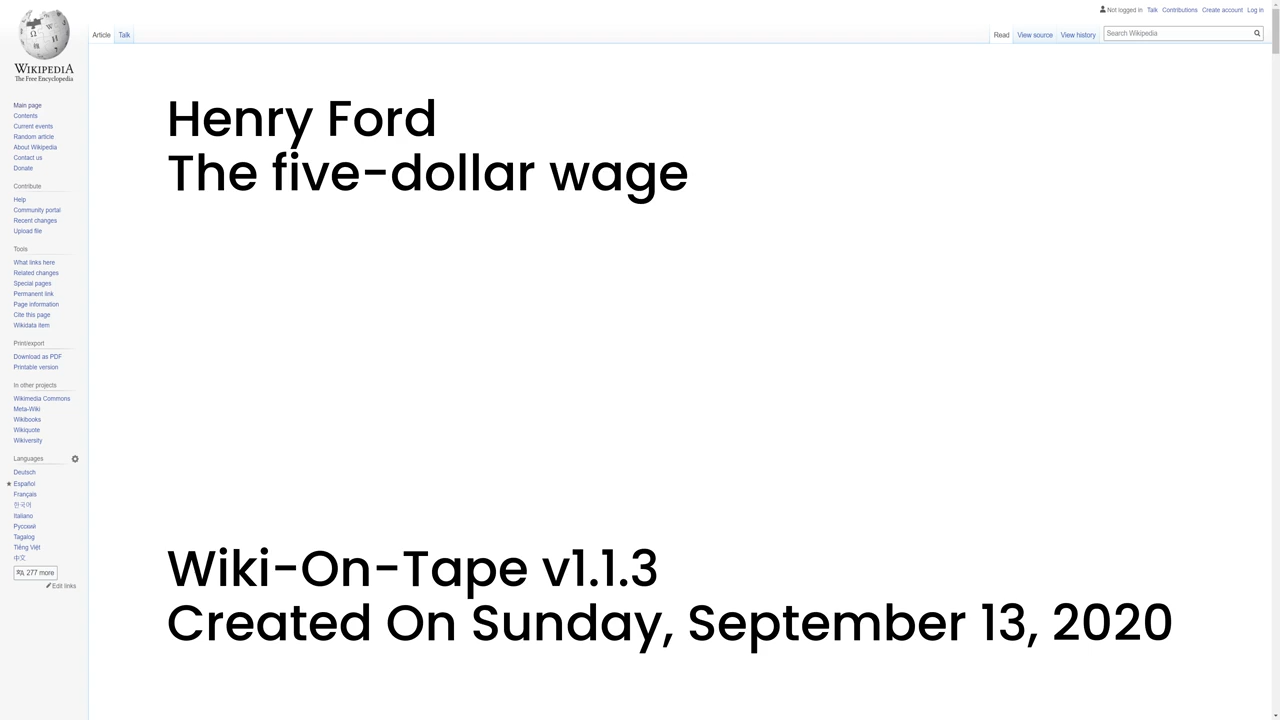 Not logged in Talk Contributions Create account Log in
Article Talk Read View source View history Search Wikipedia
WIKIPEDIA
The Free Encyclopedia
Main page
Contents
Current events
Random article
About Wikipedia
Contact us
Donate
Contribute
Help
Community portal
Recent changes
Upload file
Tools
What links here
Related changes
Special pages
Permanent link
Page information
Cite this page
Wikidata item
Print/export
Download as PDF
Printable version
In other projects
Wikimedia Commons
Meta-Wiki
Wikibooks
Wikiquote
Wikiversity
Languages
Deutsch
Español
Français
한국어
Italiano
Русский
Tagalog
Tiếng Việt
中文
277 more
Edit links
Henry Ford
The five-dollar wage
Wiki-On-Tape v1.1.3
Created On Sunday, September 13, 2020